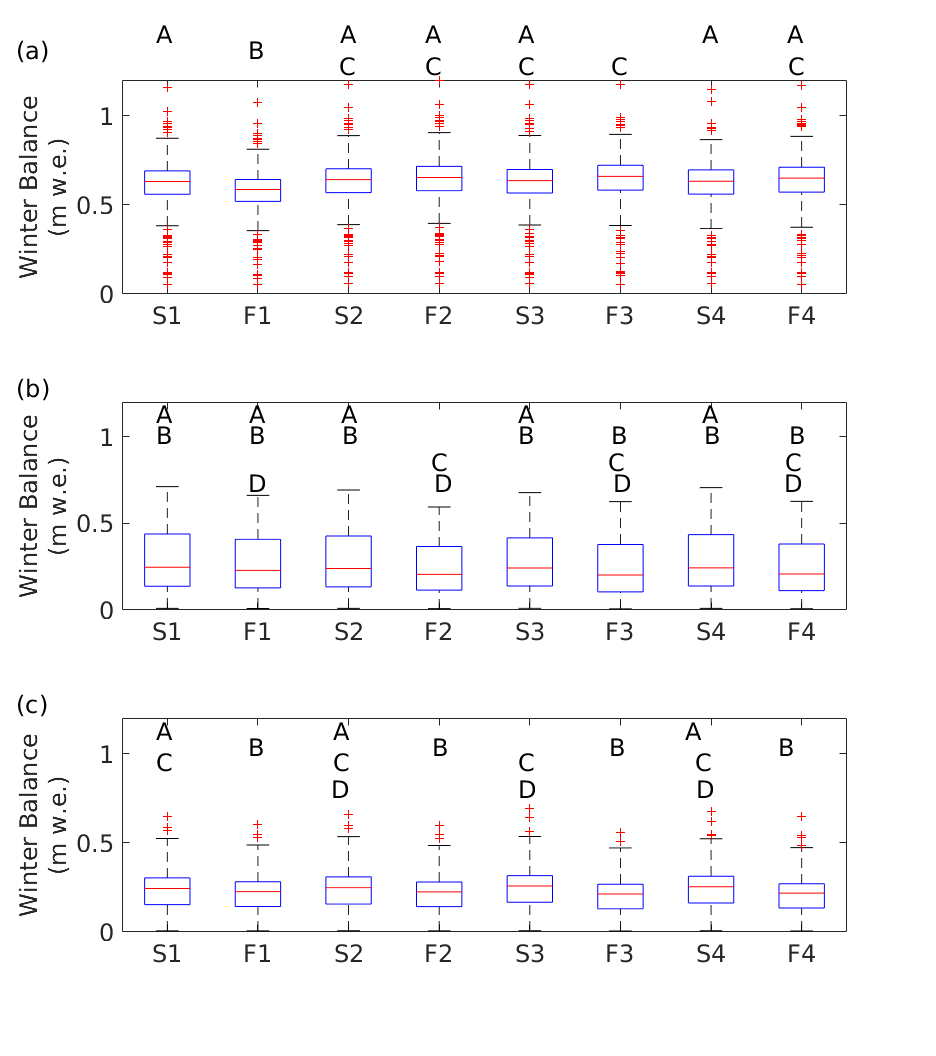 A A A A A A
(a) B
C C C C C
Winter Balance
(m w.e.)
1
0.5
0
S1 F1 S2 F2 S3 F3 S4 F4
(b)
A A A A A
B B B B B B B
C C C
D D D D
Winter Balance
(m w.e.)
1
0.5
0
S1 F1 S2 F2 S3 F3 S4 F4
(c)
A A A
B B B B
C C C C
D D D
Winter Balance
(m w.e.)
1
0.5
0
S1 F1 S2 F2 S3 F3 S4 F4